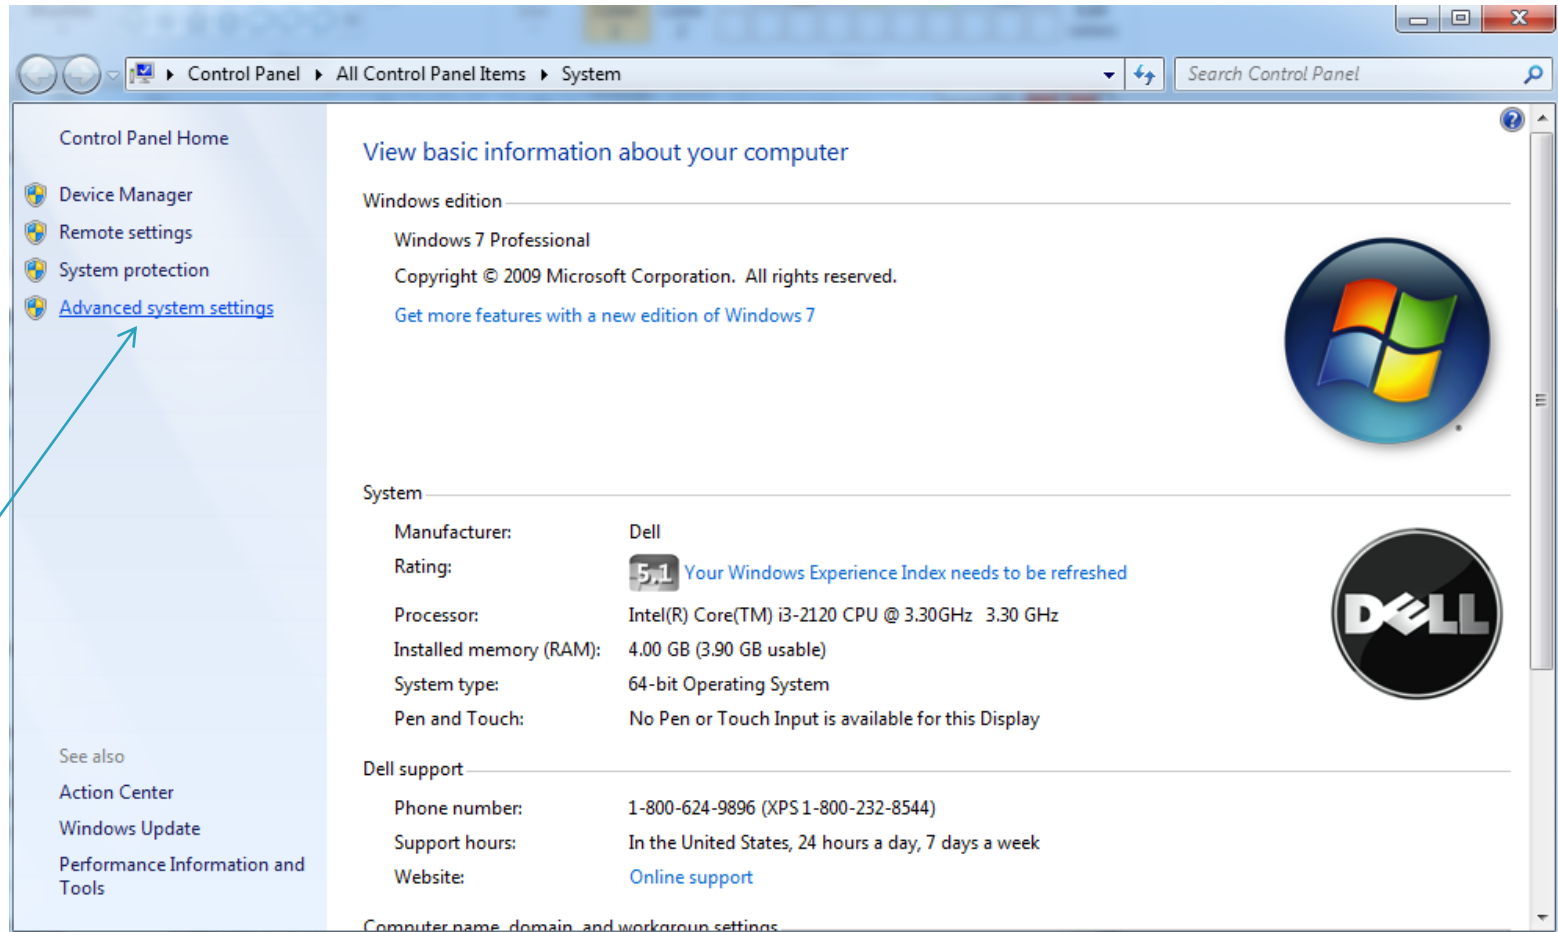 Control Panel ▸ All Control Panel Items ▸ System
Search Control Panel
Control Panel Home
Device Manager
Remote settings
System protection
Advanced system settings
See also
Action Center
Windows Update
Performance Information and
Tools
View basic information about your computer
Windows edition
Windows 7 Professional
Copyright © 2009 Microsoft Corporation. All rights reserved.
Get more features with a new edition of Windows 7
System
Manufacturer: Dell
Rating: 5.1 Your Windows Experience Index needs to be refreshed
Processor: Intel(R) Core(TM) i3-2120 CPU @ 3.30GHz 3.30 GHz
Installed memory (RAM): 4.00 GB (3.90 GB usable)
System type: 64-bit Operating System
Pen and Touch: No Pen or Touch Input is available for this Display
DELL
Dell support
Phone number: 1-800-624-9896 (XPS 1-800-232-8544)
Support hours: In the United States, 24 hours a day, 7 days a week
Website: Online support
Computer name, domain, and workgroup settings